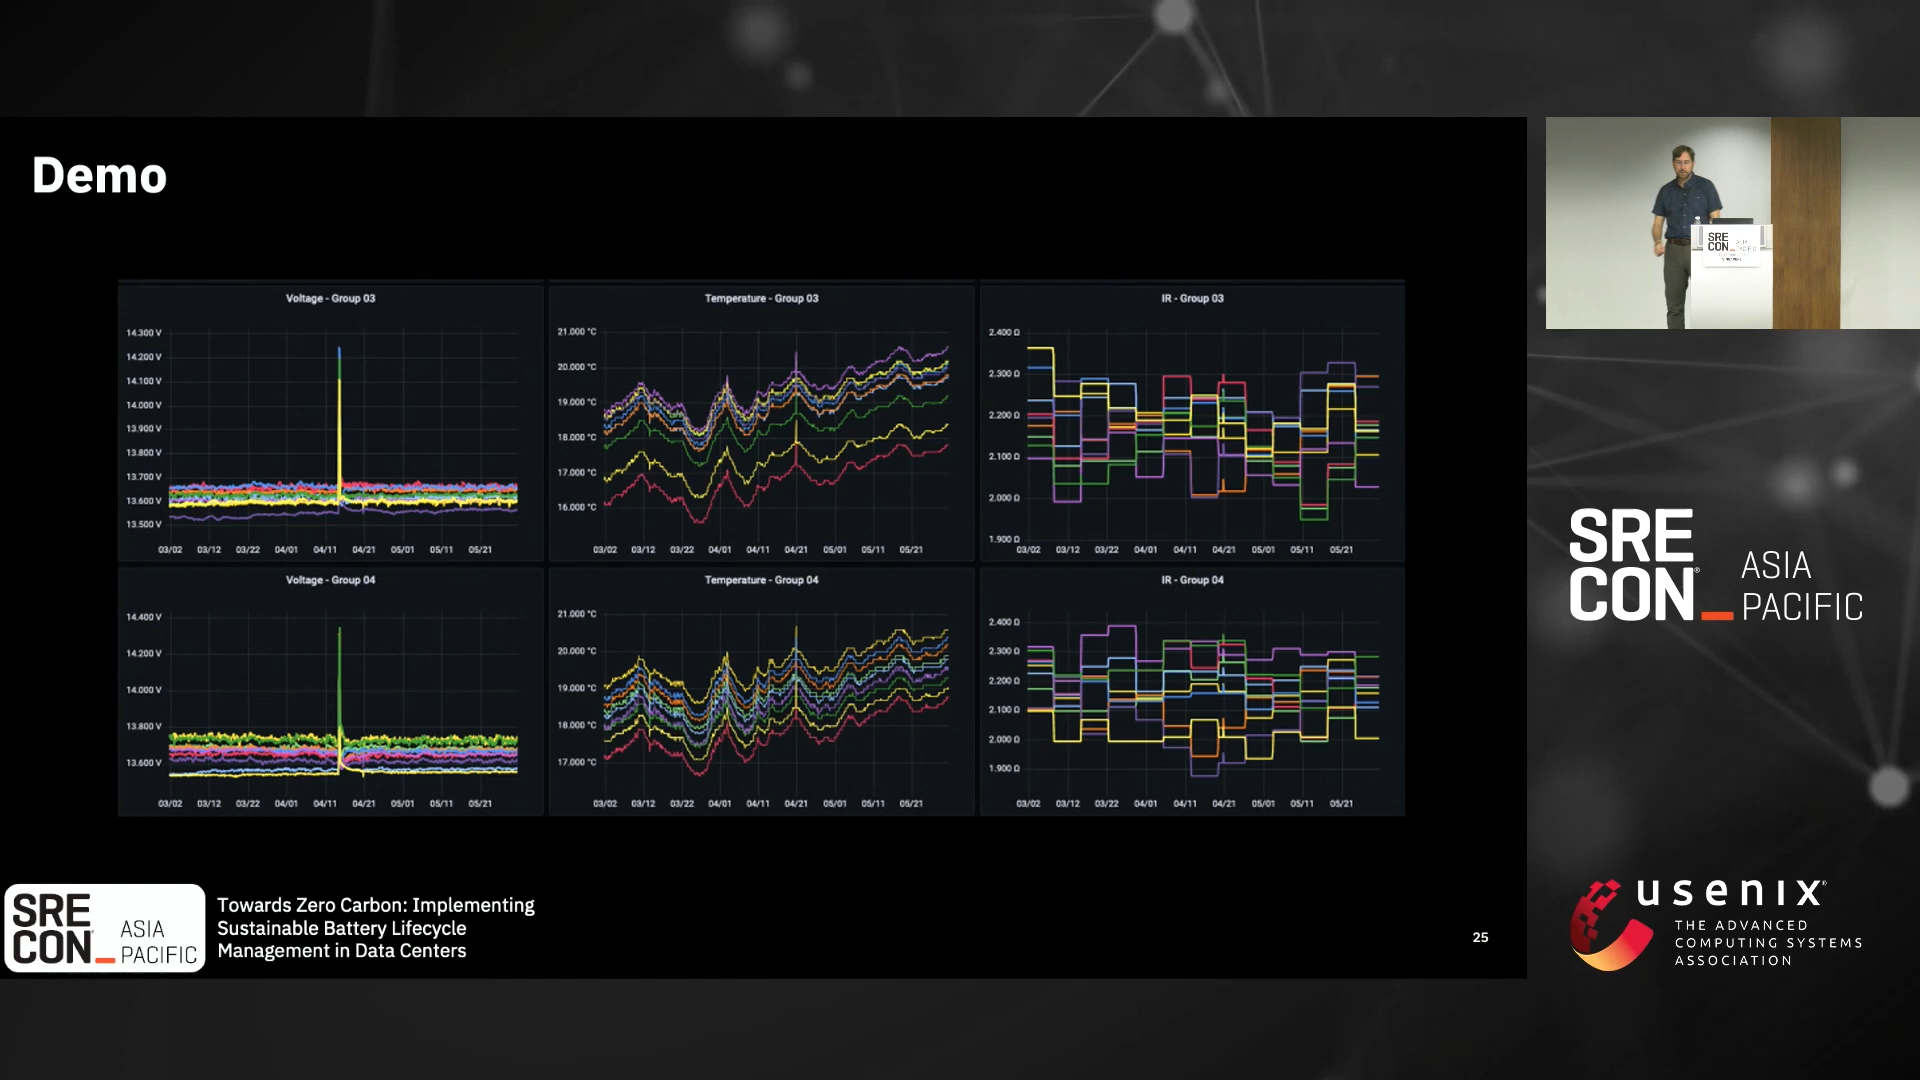 Demo
Voltage - Group 03
14.300 V
14.200 V
14.100 V
14.000 V
13.900 V
13.800 V
13.700 V
13.600 V
13.500 V
03/02 03/12 03/22 04/01 04/11 04/21 05/01 05/11 05/21
Temperature - Group 03
21.000 °C
20.000 °C
19.000 °C
18.000 °C
17.000 °C
16.000 °C
03/02 03/12 03/22 04/01 04/11 04/21 05/01 05/11 05/21
IR - Group 03
2.400 Ω
2.300 Ω
2.200 Ω
2.100 Ω
2.000 Ω
1.900 Ω
03/02 03/12 03/22 04/01 04/11 04/21 05/01 05/11 05/21
Voltage - Group 04
14.400 V
14.200 V
14.000 V
13.800 V
13.600 V
03/02 03/12 03/22 04/01 04/11 04/21 05/01 05/11 05/21
Temperature - Group 04
21.000 °C
20.000 °C
19.000 °C
18.000 °C
17.000 °C
03/02 03/12 03/22 04/01 04/11 04/21 05/01 05/11 05/21
IR - Group 04
2.400 Ω
2.300 Ω
2.200 Ω
2.100 Ω
2.000 Ω
1.900 Ω
03/02 03/12 03/22 04/01 04/11 04/21 05/01 05/11 05/21
SRE
CON_ ASIA
PACIFIC
Towards Zero Carbon: Implementing
Sustainable Battery Lifecycle
Management in Data Centers
25
SRE
CON_ ASIA
PACIFIC
SINGAPORE
SRE
CON®_ ASIA
PACIFIC
usenix®
THE ADVANCED
COMPUTING SYSTEMS
ASSOCIATION